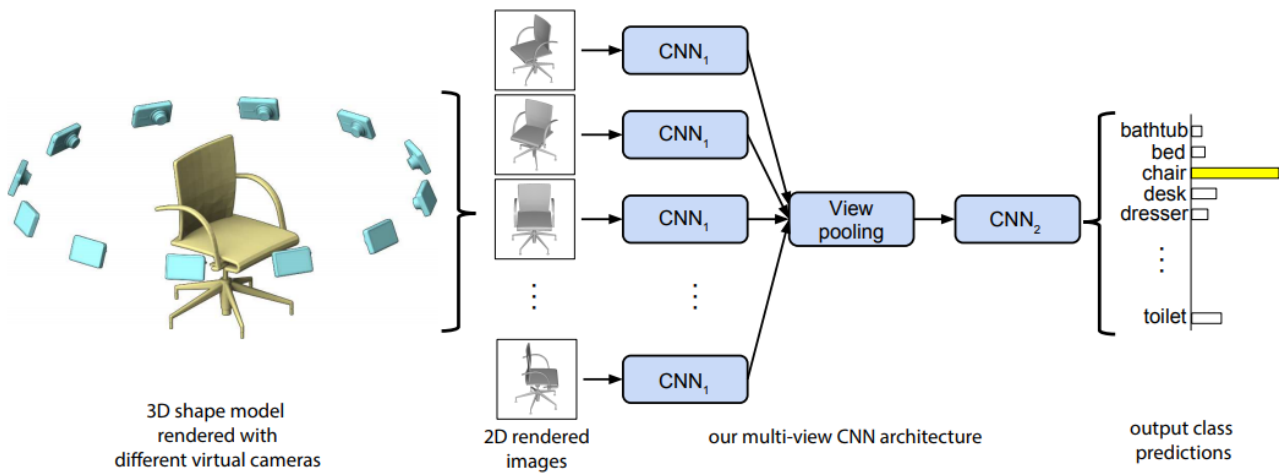 CNN₁
CNN₁
CNN₁
CNN₁
View
pooling
CNN₂
bathtub
bed
chair
desk
dresser
toilet
3D shape model
rendered with
different virtual cameras
2D rendered
images
our multi-view CNN architecture
output class
predictions